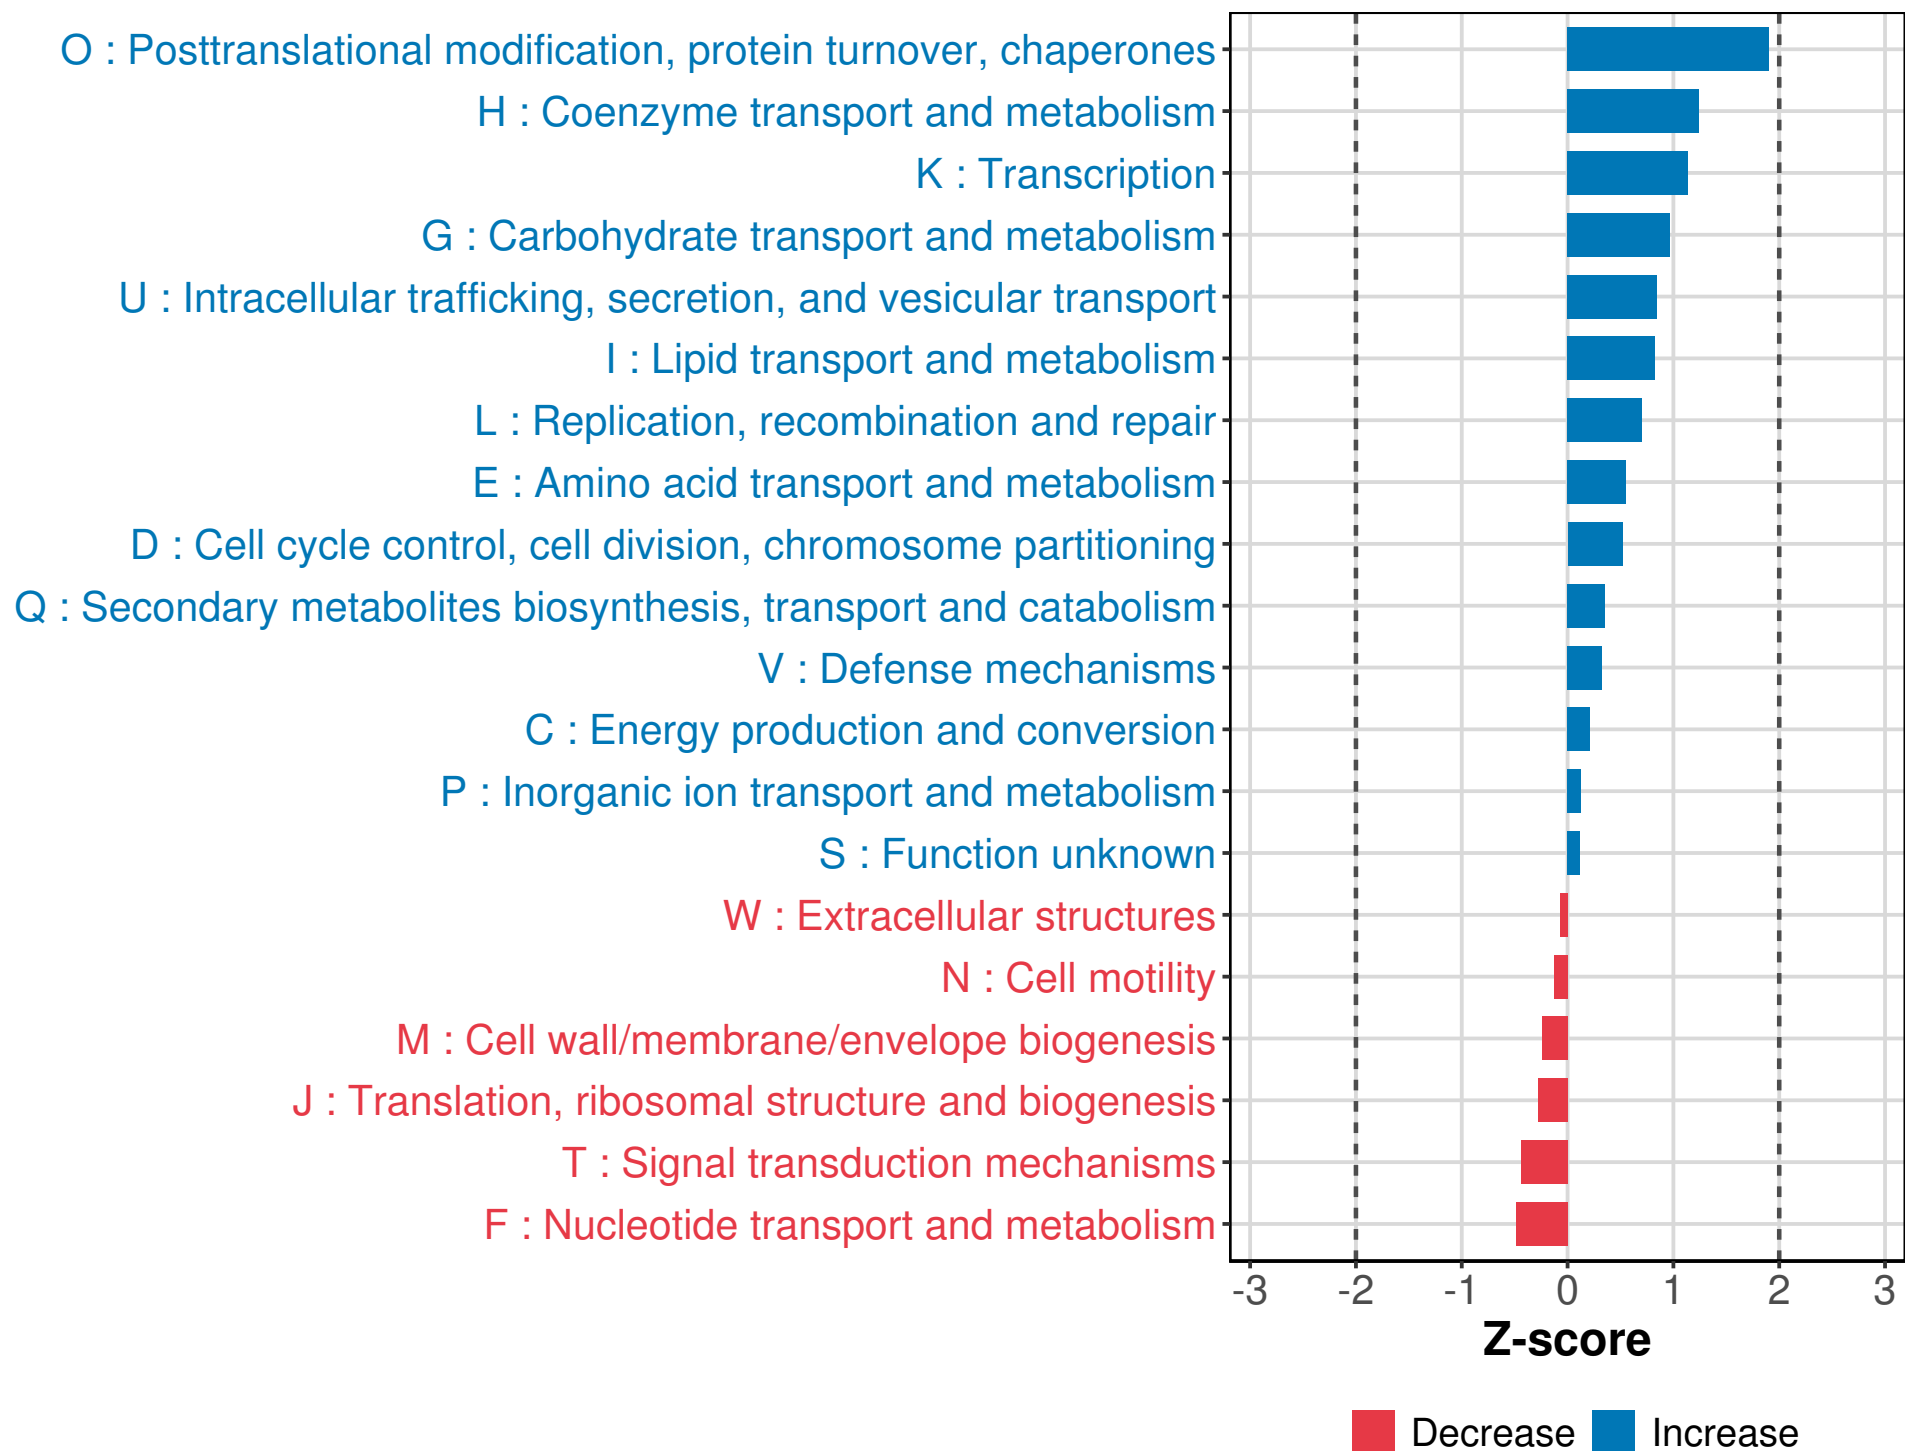 O : Posttranslational modification, protein turnover, chaperones
H : Coenzyme transport and metabolism
K : Transcription
G : Carbohydrate transport and metabolism
U : Intracellular trafficking, secretion, and vesicular transport
I : Lipid transport and metabolism
L : Replication, recombination and repair
E : Amino acid transport and metabolism
D : Cell cycle control, cell division, chromosome partitioning
Q : Secondary metabolites biosynthesis, transport and catabolism
V : Defense mechanisms
C : Energy production and conversion
P : Inorganic ion transport and metabolism
S : Function unknown
W : Extracellular structures
N : Cell motility
M : Cell wall/membrane/envelope biogenesis
J : Translation, ribosomal structure and biogenesis
T : Signal transduction mechanisms
F : Nucleotide transport and metabolism
-3 -2 -1 0 1 2 3
Z-score
Decrease Increase